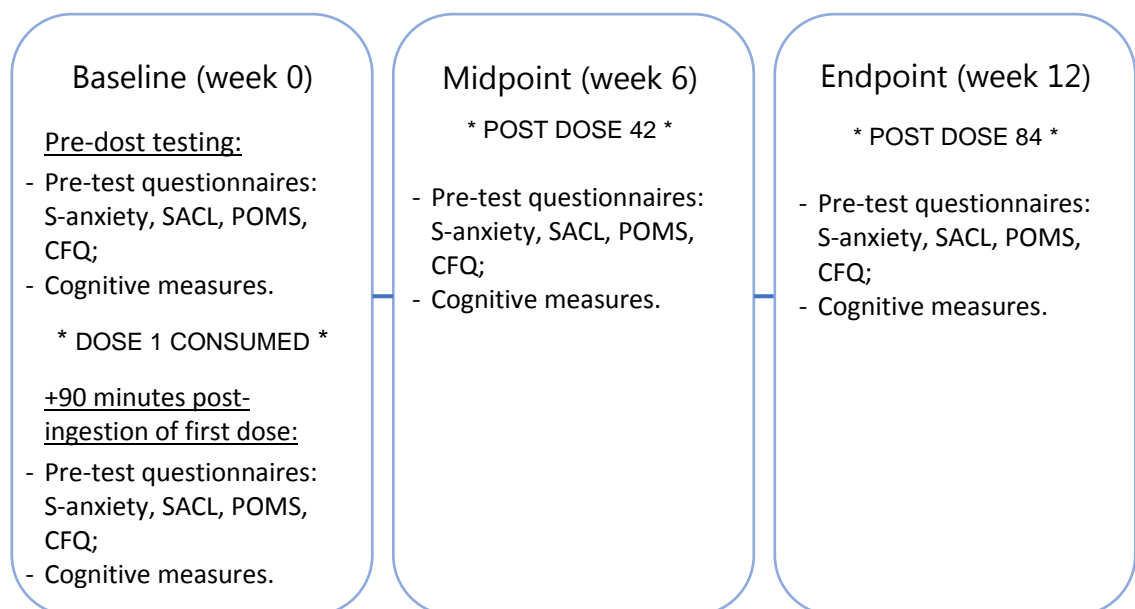 Baseline (week 0)
Pre-dost testing:
- Pre-test questionnaires:
S-anxiety, SACL, POMS,
CFQ;
- Cognitive measures.
* DOSE 1 CONSUMED *
+90 minutes post-
ingestion of first dose:
- Pre-test questionnaires:
S-anxiety, SACL, POMS,
CFQ;
- Cognitive measures.
Midpoint (week 6)
* POST DOSE 42 *
- Pre-test questionnaires:
S-anxiety, SACL, POMS,
CFQ;
- Cognitive measures.
Endpoint (week 12)
* POST DOSE 84 *
- Pre-test questionnaires:
S-anxiety, SACL, POMS,
CFQ;
- Cognitive measures.